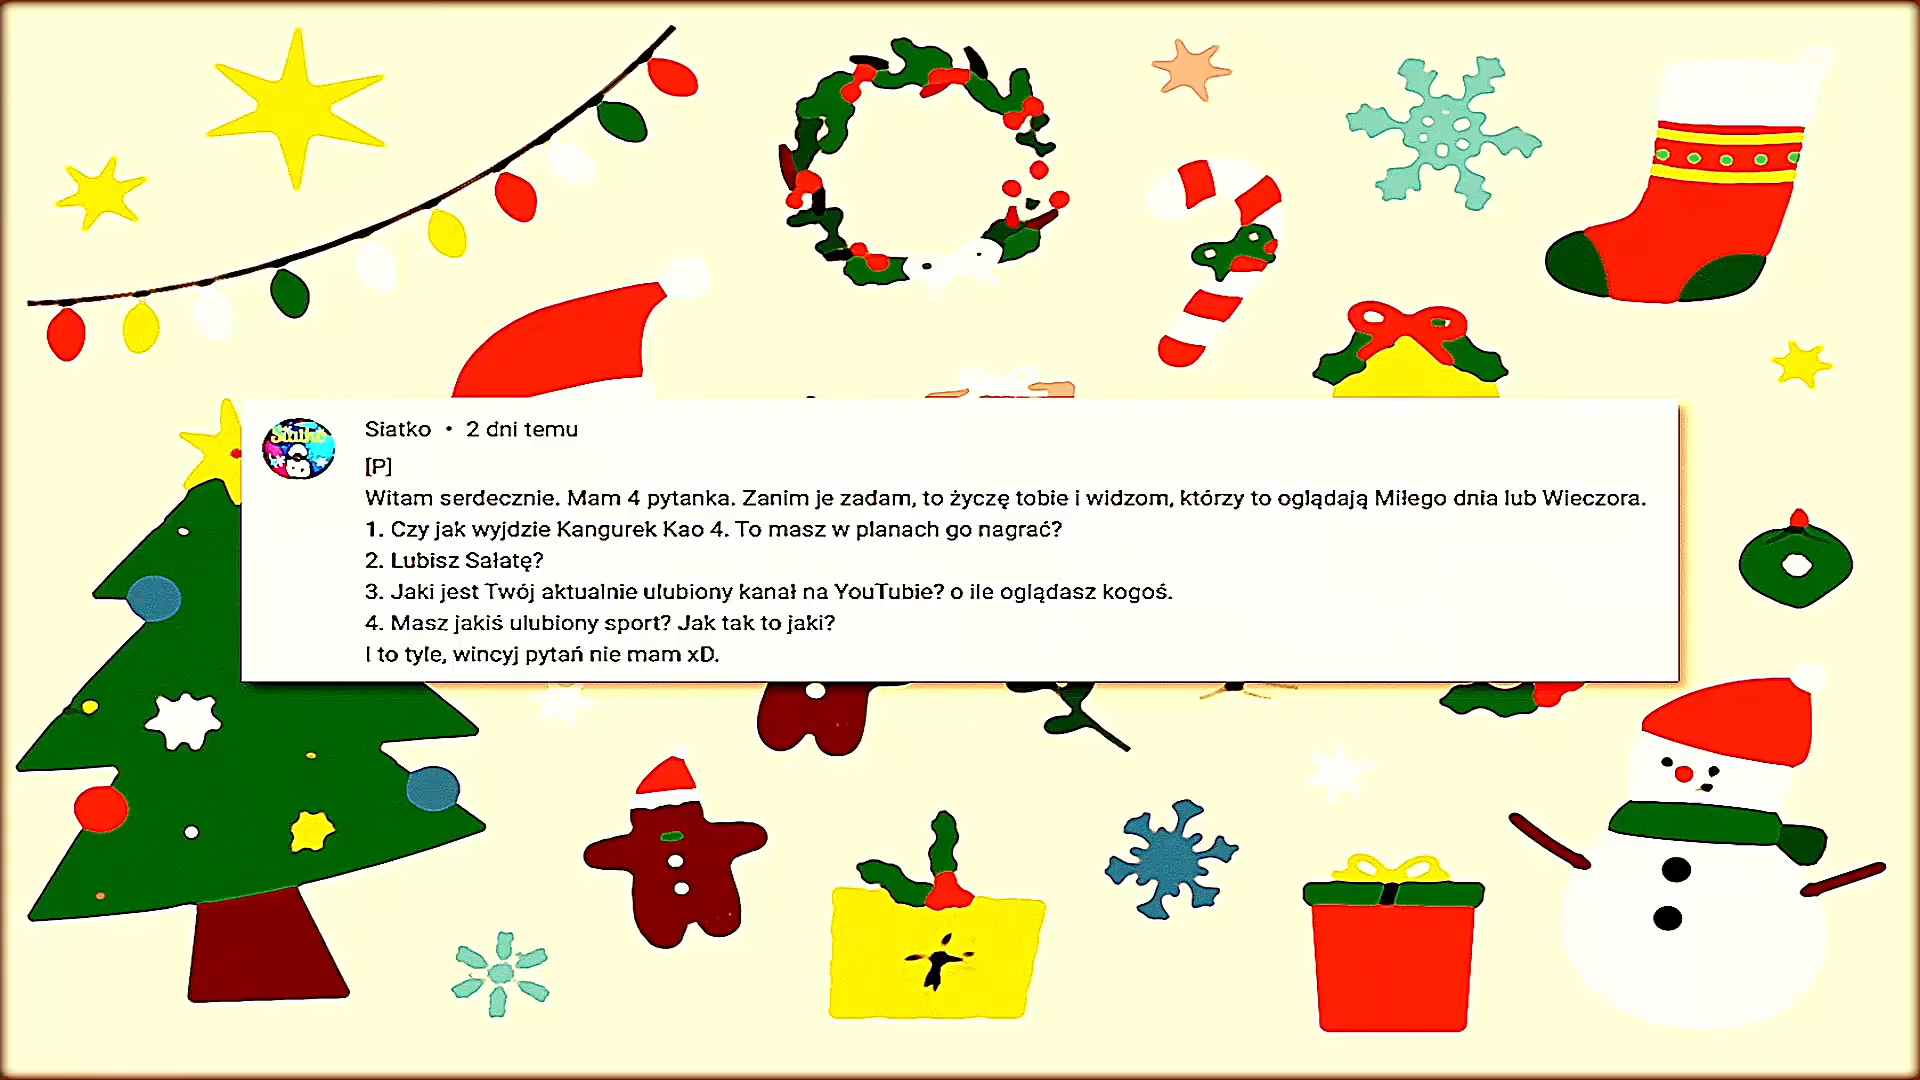 Siatko • 2 dni temu
[P]
Witam serdecznie. Mam 4 pytanka. Zanim je zadam, to życzę tobie i widzom, którzy to oglądają Miłego dnia lub Wieczora.
1. Czy jak wyjdzie Kangurek Kao 4. To masz w planach go nagrać?
2. Lubisz Sałatę?
3. Jaki jest Twój aktualnie ulubiony kanał na YouTubie? o ile oglądasz kogoś.
4. Masz jakiś ulubiony sport? Jak tak to jaki?
I to tyle, wincyj pytań nie mam xD.